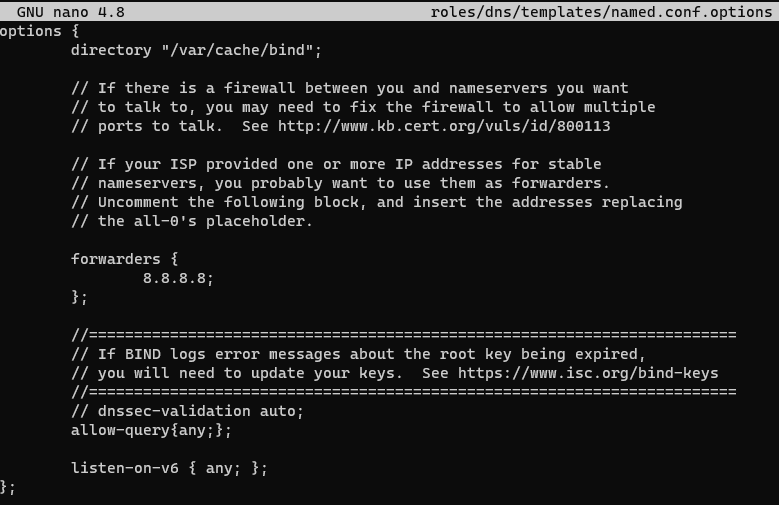 GNU nano 4.8 roles/dns/templates/named.conf.options
options {
directory "/var/cache/bind";
// If there is a firewall between you and nameservers you want
// to talk to, you may need to fix the firewall to allow multiple
// ports to talk.  See http://www.kb.cert.org/vuls/id/800113
// If your ISP provided one or more IP addresses for stable
// nameservers, you probably want to use them as forwarders.
// Uncomment the following block, and insert the addresses replacing
// the all-0's placeholder.
forwarders {
8.8.8.8;
};
//========================================================================
// If BIND logs error messages about the root key being expired,
// you will need to update your keys.  See https://www.isc.org/bind-keys
//========================================================================
// dnssec-validation auto;
allow-query{any;};
listen-on-v6 { any; };
};